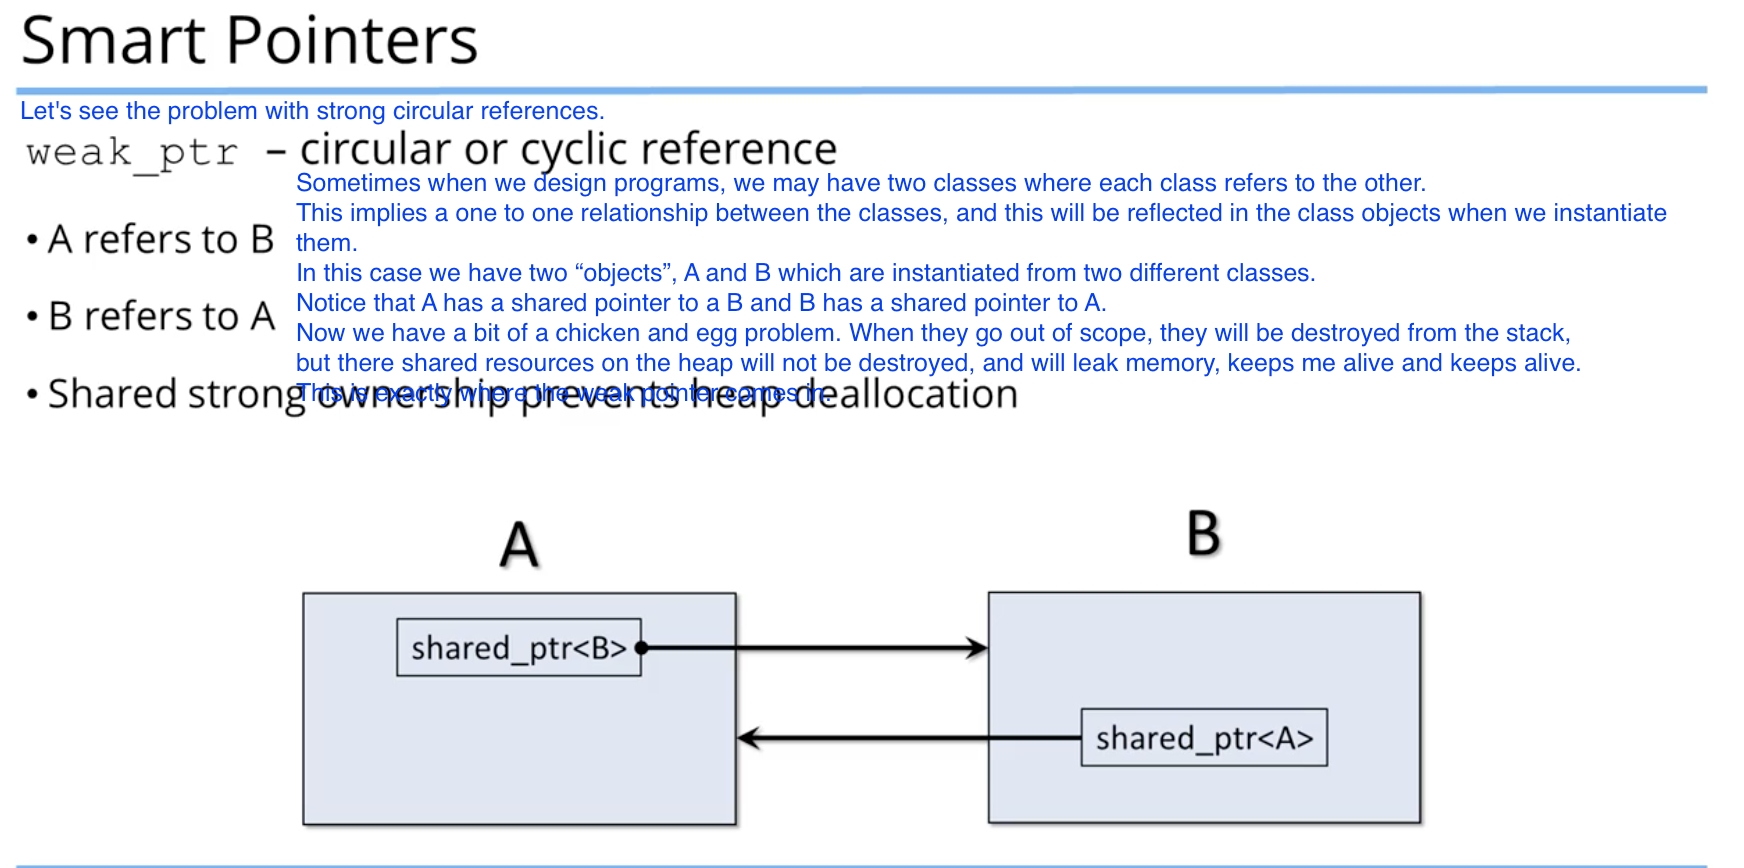 Smart Pointers
Let's see the problem with strong circular references.
weak_ptr – circular or cyclic reference
Sometimes when we design programs, we may have two classes where each class refers to the other.
This implies a one to one relationship between the classes, and this will be reflected in the class objects when we instantiate
them.
• A refers to B
In this case we have two “objects”, A and B which are instantiated from two different classes.
Notice that A has a shared pointer to a B and B has a shared pointer to A.
• B refers to A
Now we have a bit of a chicken and egg problem. When they go out of scope, they will be destroyed from the stack,
but there shared resources on the heap will not be destroyed, and will leak memory, keeps me alive and keeps alive.
This is exactly where the weak pointer comes in.
• Shared strong ownership prevents heap deallocation
A
B
shared_ptr<B>
shared_ptr<A>